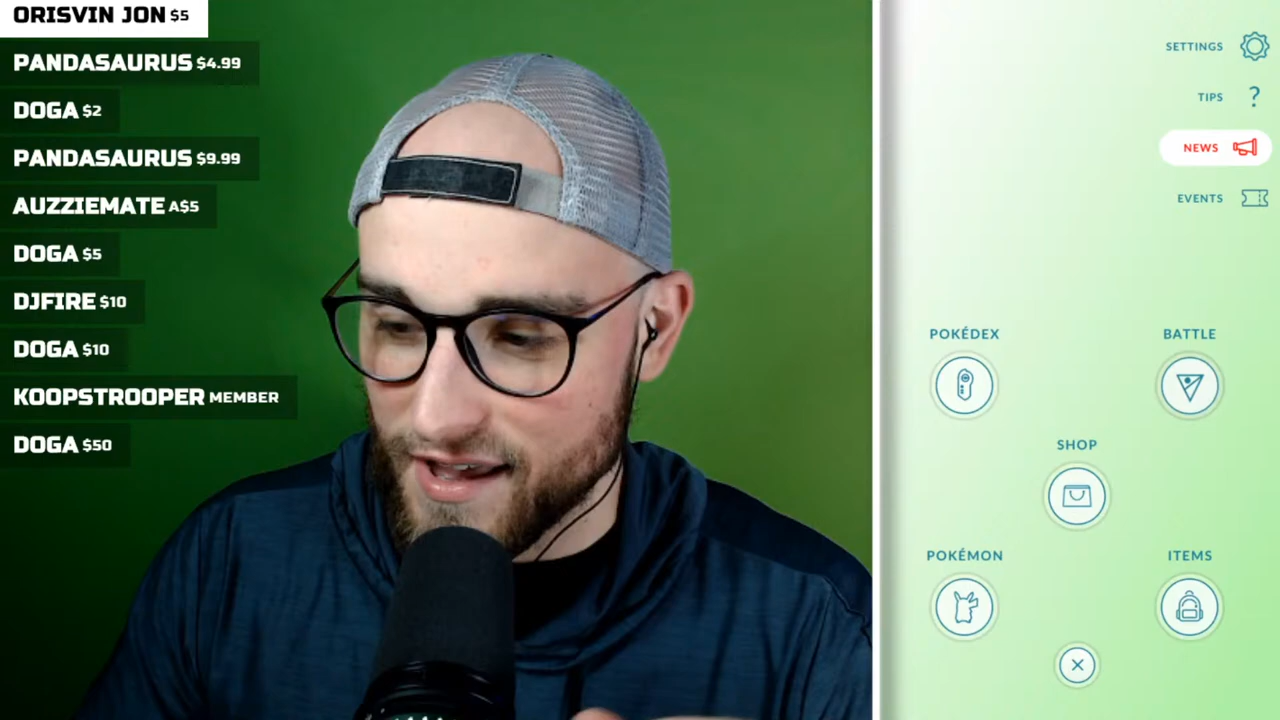 ORISVIN JON $5
PANDASAURUS $4.99
DOGA $2
PANDASAURUS $9.99
AUZZIEMATE A$5
DOGA $5
DJFIRE $10
DOGA $10
KOOPSTROOPER MEMBER
DOGA $50
SETTINGS
TIPS ?
NEWS
EVENTS
POKÉDEX
BATTLE
SHOP
POKÉMON
ITEMS